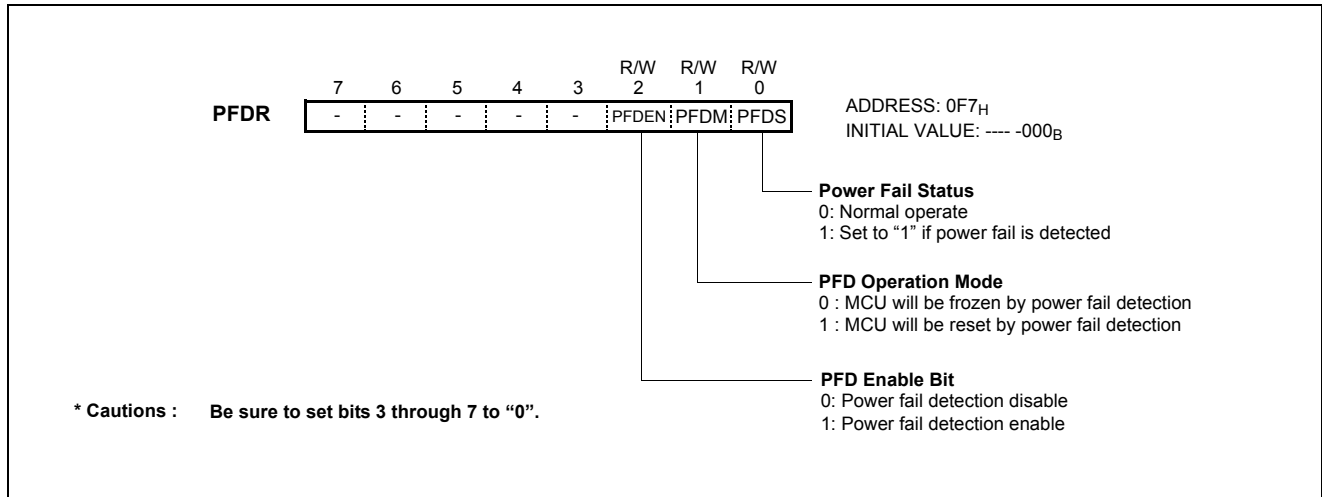 R/W R/W R/W
7 6 5 4 3 2 1 0
PFDR - - - - - PFDEN PFDM PFDS
ADDRESS: 0F7H
INITIAL VALUE: ---- -000B
Power Fail Status
0: Normal operate
1: Set to “1” if power fail is detected
PFD Operation Mode
0 : MCU will be frozen by power fail detection
1 : MCU will be reset by power fail detection
PFD Enable Bit
0: Power fail detection disable
1: Power fail detection enable
* Cautions : Be sure to set bits 3 through 7 to “0”.